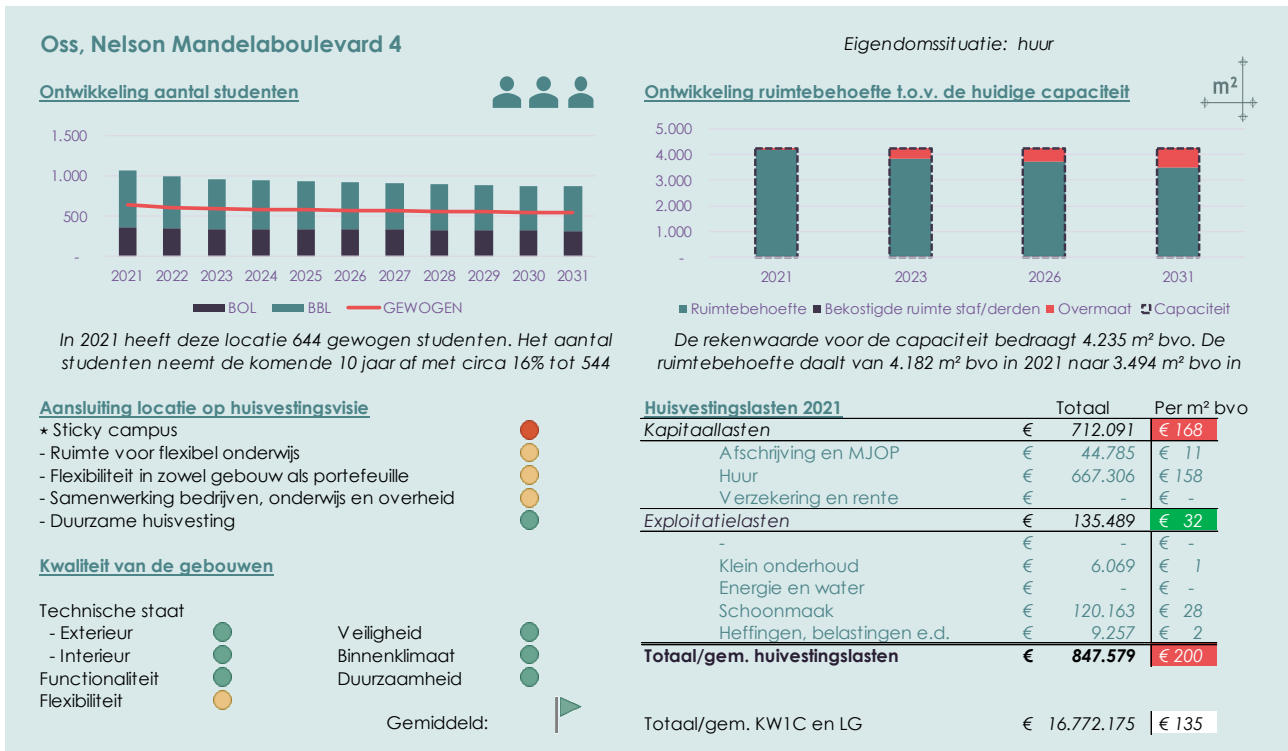 Oss, Nelson Mandelaboulevard 4
Eigendomssituatie: huur
Ontwikkeling aantal studenten
1.500
1.000
500
-
2021 2022 2023 2024 2025 2026 2027 2028 2029 2030 2031
BOL BBL GEWOGEN
In 2021 heeft deze locatie 644 gewogen studenten. Het aantal
studenten neemt de komende 10 jaar af met circa 16% tot 544
Ontwikkeling ruimtebehoefte t.o.v. de huidige capaciteit
m²
5.000
4.000
3.000
2.000
1.000
-
2021 2023 2026 2031
Ruimtebehoefte Bekostigde ruimte staf/derden Overmaat Capaciteit
De rekenwaarde voor de capaciteit bedraagt 4.235 m² bvo. De
ruimtebehoefte daalt van 4.182 m² bvo in 2021 naar 3.494 m² bvo in
Aansluiting locatie op huisvestingsvisie
* Sticky campus
- Ruimte voor flexibel onderwijs
- Flexibiliteit in zowel gebouw als portefeuille
- Samenwerking bedrijven, onderwijs en overheid
- Duurzame huisvesting
Kwaliteit van de gebouwen
Technische staat
- Exterieur Veiligheid
- Interieur Binnenklimaat
Functionaliteit Duurzaamheid
Flexibiliteit
Gemiddeld:
Huisvestingslasten 2021 Totaal Per m² bvo
Kapitaallasten € 712.091 € 168
Afschrijving en MJOP € 44.785 € 11
Huur € 667.306 € 158
Verzekering en rente € - € -
Exploitatielasten € 135.489 € 32
- € - € -
Klein onderhoud € 6.069 € 1
Energie en water € - € -
Schoonmaak € 120.163 € 28
Heffingen, belastingen e.d. € 9.257 € 2
Totaal/gem. huivestingslasten € 847.579 € 200
Totaal/gem. KW1C en LG € 16.772.175 € 135